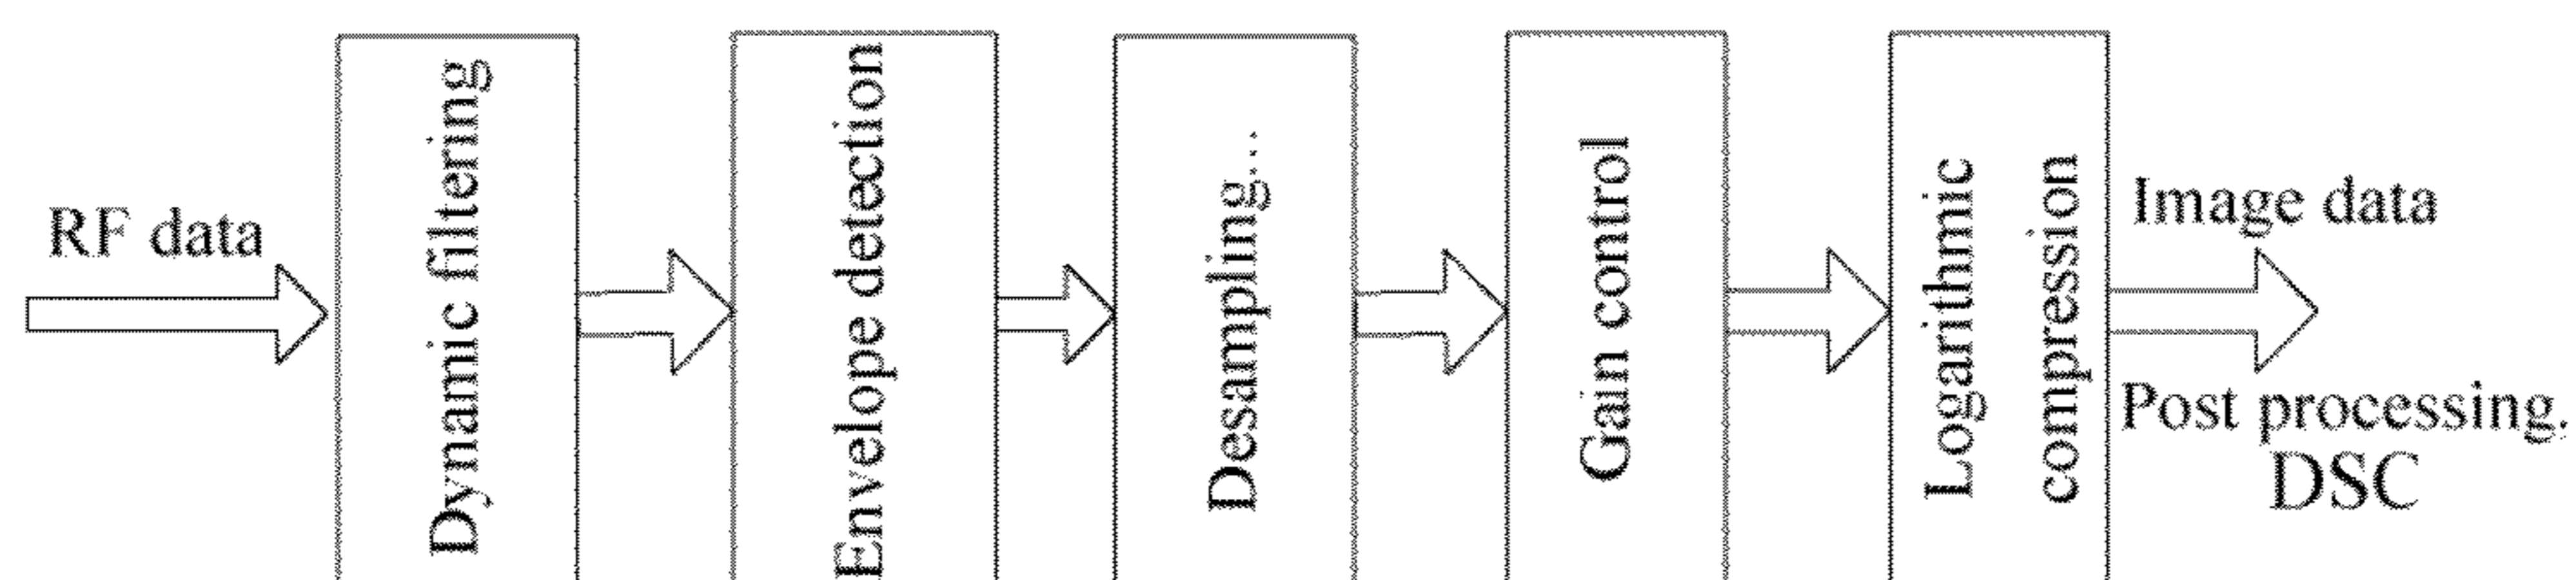 RF data
Dynamic filtering
Envelope detection
Desampling...
Gain control
Logarithmic
compression
Image data
Post processing.
DSC